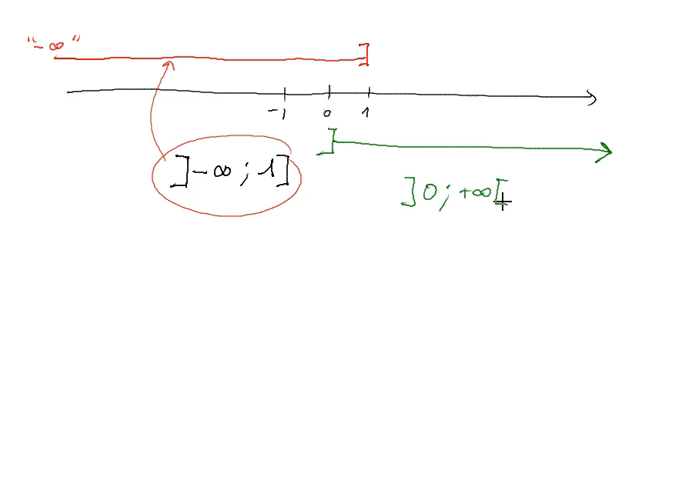 "-∞"
-1 0 1
]-∞ ; 1]
]0 ; +∞[